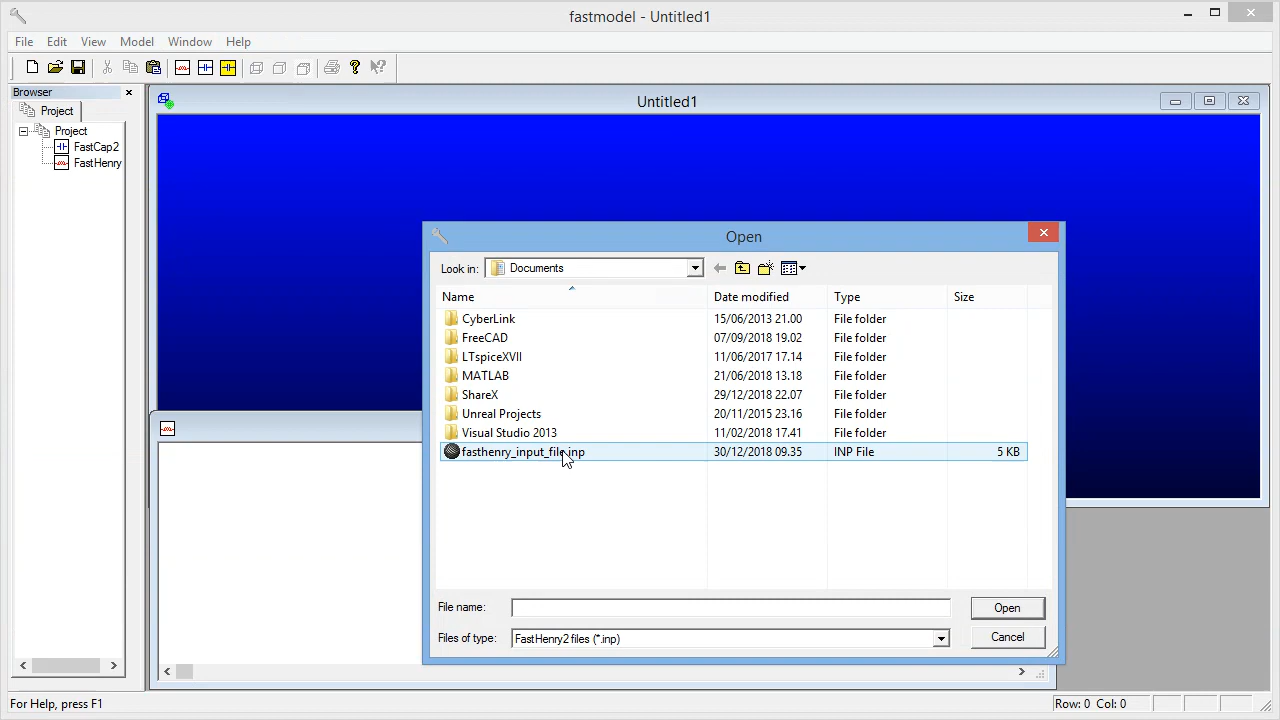 fastmodel - Untitled1
File Edit View Model Window Help
Browser
Project
Project
FastCap2
FastHenry
Untitled1
Open
Look in: Documents
Name Date modified Type Size
CyberLink 15/06/2013 21.00 File folder
FreeCAD 07/09/2018 19.02 File folder
LTspiceXVII 11/06/2017 17.14 File folder
MATLAB 21/06/2018 13.18 File folder
ShareX 29/12/2018 22.07 File folder
Unreal Projects 20/11/2015 23.16 File folder
Visual Studio 2013 11/02/2018 17.41 File folder
fasthenry_input_file.inp 30/12/2018 09.35 INP File 5 KB
File name: Open
Files of type: FastHenry2 files (*.inp) Cancel
For Help, press F1 Row: 0 Col: 0